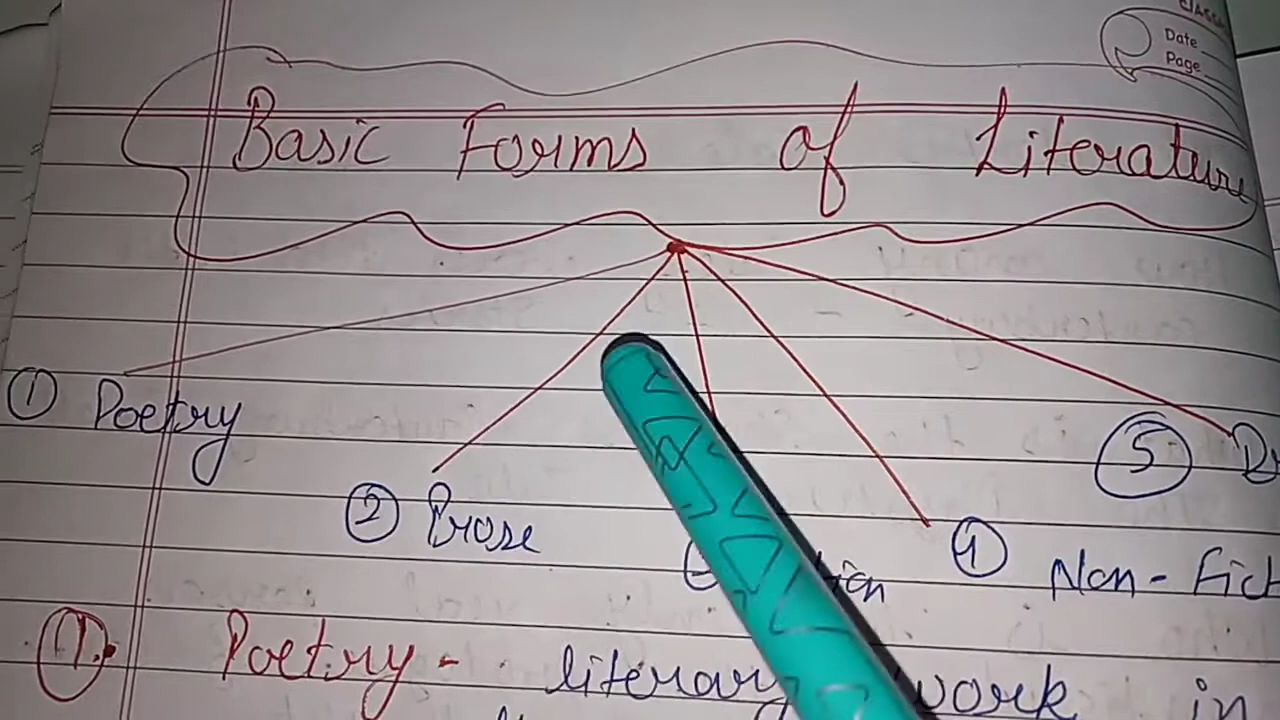 Date
Page
Basic Forms of Literature
① Poetry
② Prose
④ Non-Fict
⑤
①. Poetry - literary work in